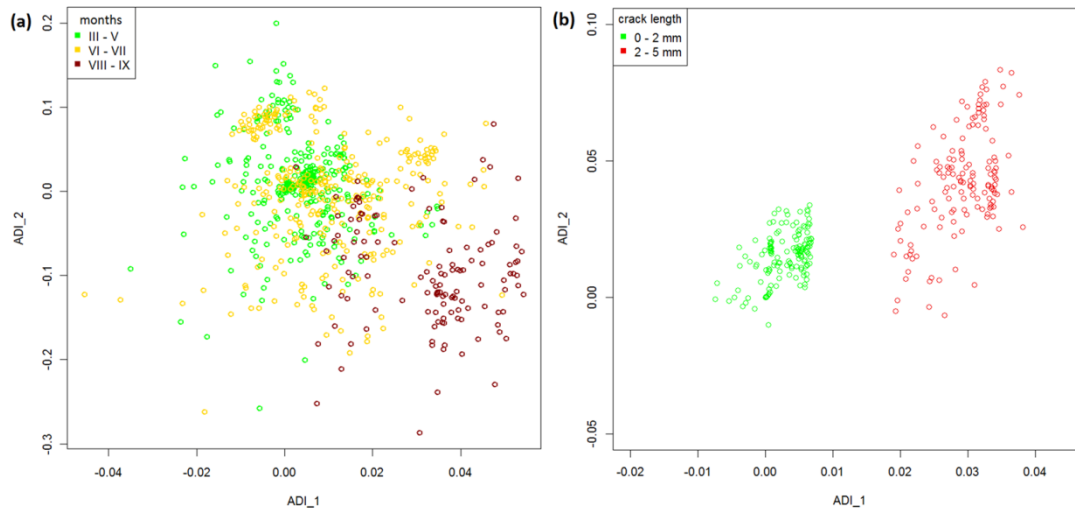 (a)
months
III - V
VI - VII
VIII - IX
0.2
0.1
0.0
-0.1
-0.2
-0.3
ADI_2
-0.04
-0.02
0.00
0.02
0.04
ADI_1
(b)
crack length
0 - 2 mm
2 - 5 mm
0.10
0.05
0.00
-0.05
ADI_2
-0.02
-0.01
0.00
0.01
0.02
0.03
0.04
ADI_1